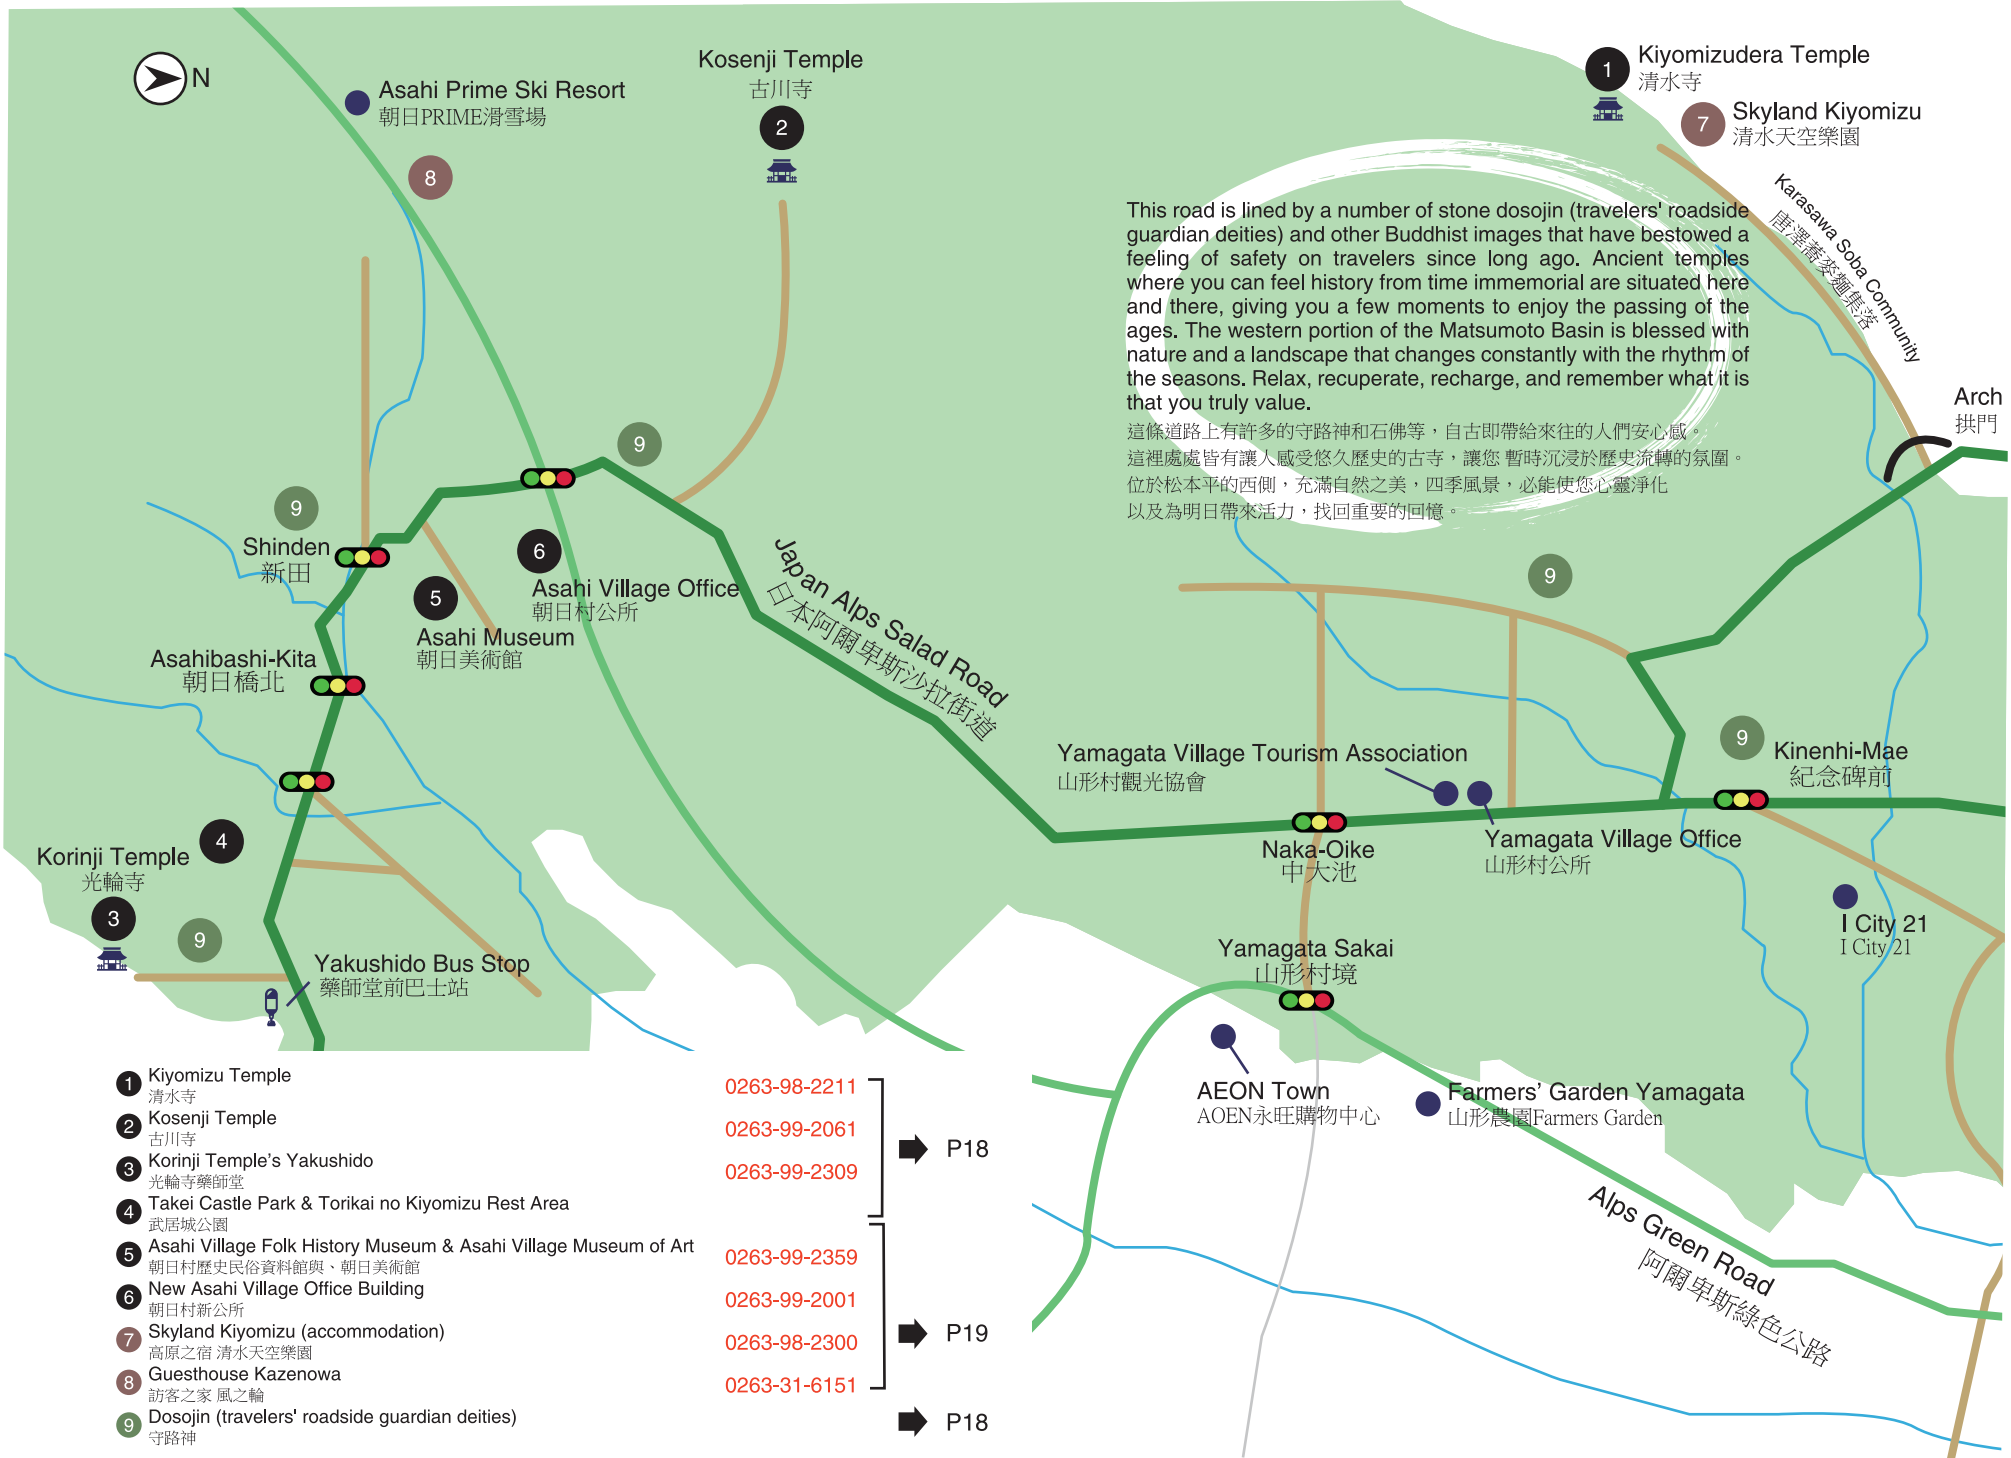 N
Asahi Prime Ski Resort
朝日PRIME滑雪場
8
Kosenji Temple
古川寺
2
1
Kiyomizudera Temple
清水寺
7
Skyland Kiyomizu
清水天空樂園
Karasawa Soba Community
唐澤蕎麥麵集落
Arch
拱門
This road is lined by a number of stone dosojin (travelers' roadside
guardian deities) and other Buddhist images that have bestowed a
feeling of safety on travelers since long ago. Ancient temples
where you can feel history from time immemorial are situated here
and there, giving you a few moments to enjoy the passing of the
ages. The western portion of the Matsumoto Basin is blessed with
nature and a landscape that changes constantly with the rhythm of
the seasons. Relax, recuperate, recharge, and remember what it is
that you truly value.
這條道路上有許多的守路神和石佛等，自古即帶給來往的人們安心感。
這裡處處皆有讓人感受悠久歷史的古寺，讓您 暫時沉浸於歷史流轉的氛圍。
位於松本平的西側，充滿自然之美，四季風景，必能使您心靈淨化
以及為明日帶來活力，找回重要的回憶。
9
9
Shinden
新田
6
Asahi Village Office
朝日村公所
5
Asahi Museum
朝日美術館
Japan Alps Salad Road
日本阿爾卑斯沙拉街道
9
Asahibashi-Kita
朝日橋北
9
Kinenhi-Mae
紀念碑前
Yamagata Village Tourism Association
山形村觀光協會
Naka-Oike
中大池
Yamagata Village Office
山形村公所
4
Korinji Temple
光輪寺
3
9
Yakushido Bus Stop
藥師堂前巴士站
I City 21
I City 21
Yamagata Sakai
山形村境
AEON Town
AOEN永旺購物中心
Farmers’ Garden Yamagata
山形農園Farmers Garden
Alps Green Road
阿爾卑斯綠色公路
1 Kiyomizu Temple 0263-98-2211
清水寺
2 Kosenji Temple 0263-99-2061
古川寺
P18
3 Korinji Temple's Yakushido 0263-99-2309
光輪寺藥師堂
4 Takei Castle Park & Torikai no Kiyomizu Rest Area
武居城公園
5 Asahi Village Folk History Museum & Asahi Village Museum of Art 0263-99-2359
朝日村歷史民俗資料館與、朝日美術館
6 New Asahi Village Office Building 0263-99-2001
朝日村新公所
P19
7 Skyland Kiyomizu (accommodation) 0263-98-2300
高原之宿 清水天空樂園
8 Guesthouse Kazenowa 0263-31-6151
訪客之家 風之輪
9 Dosojin (travelers' roadside guardian deities) P18
守路神